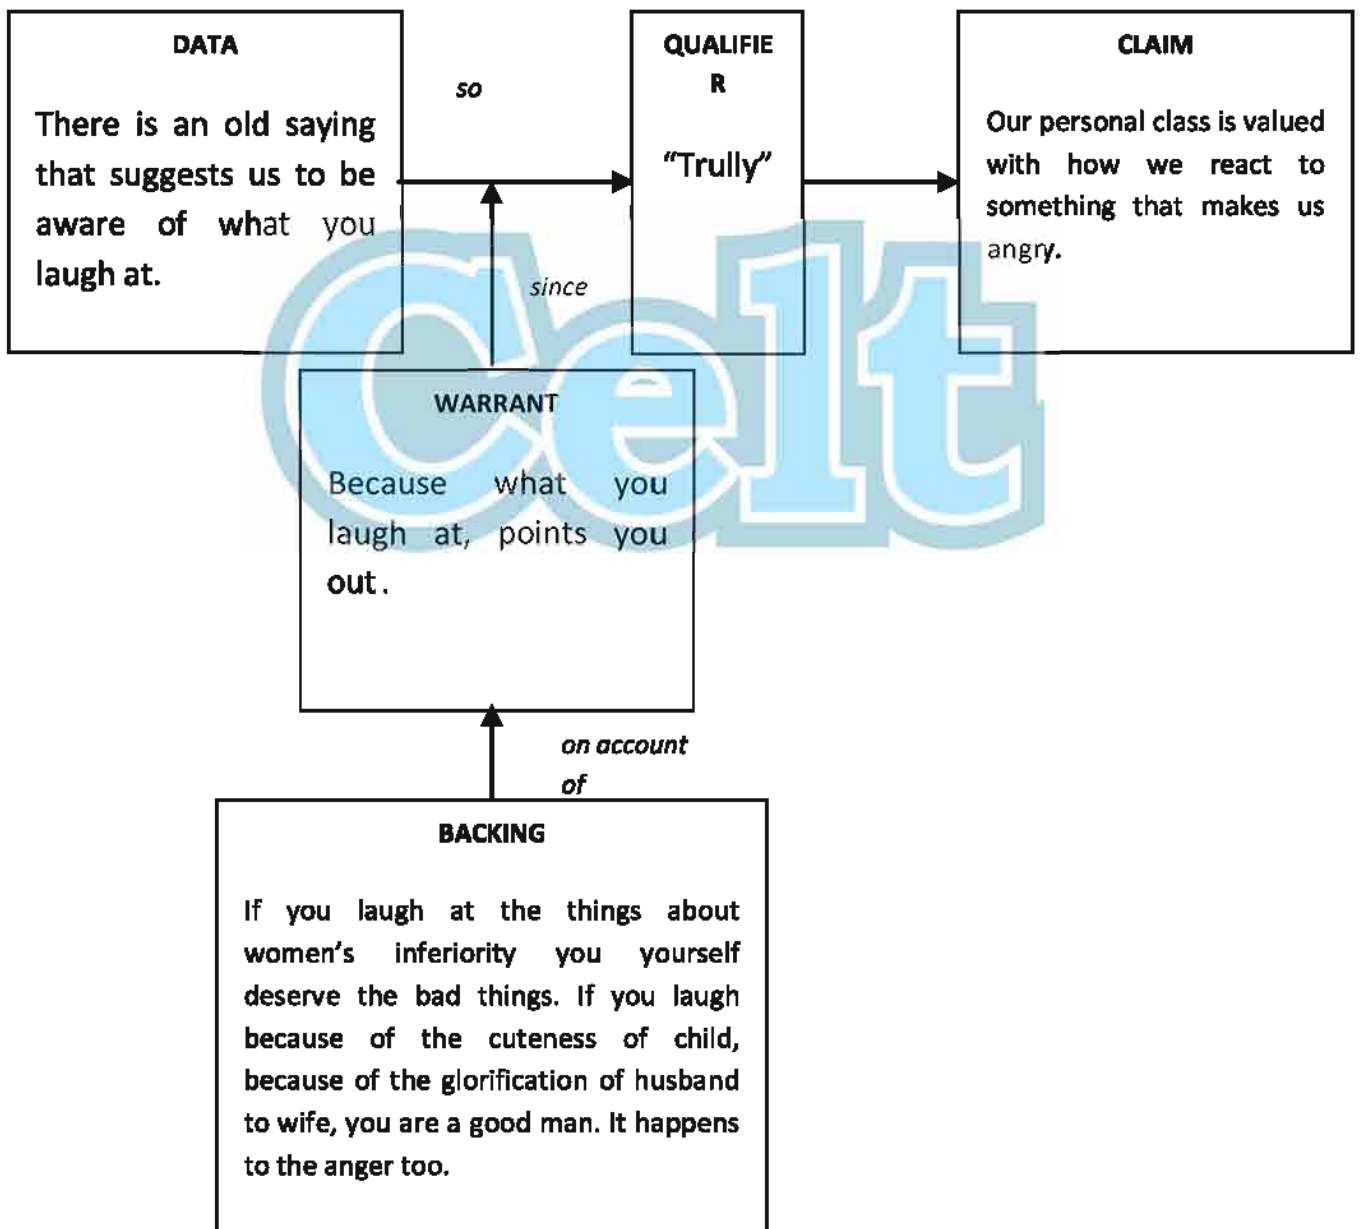 DATA
There is an old saying
that suggests us to be
aware of what you
laugh at.
so
QUALIFIE
R
“Trully”
CLAIM
Our personal class is valued
with how we react to
something that makes us
angry.
since
Celt
WARRANT
Because what you
laugh at, points you
out.
on account
of
BACKING
If you laugh at the things about
women’s inferiority you yourself
deserve the bad things. If you laugh
because of the cuteness of child,
because of the glorification of husband
to wife, you are a good man. It happens
to the anger too.